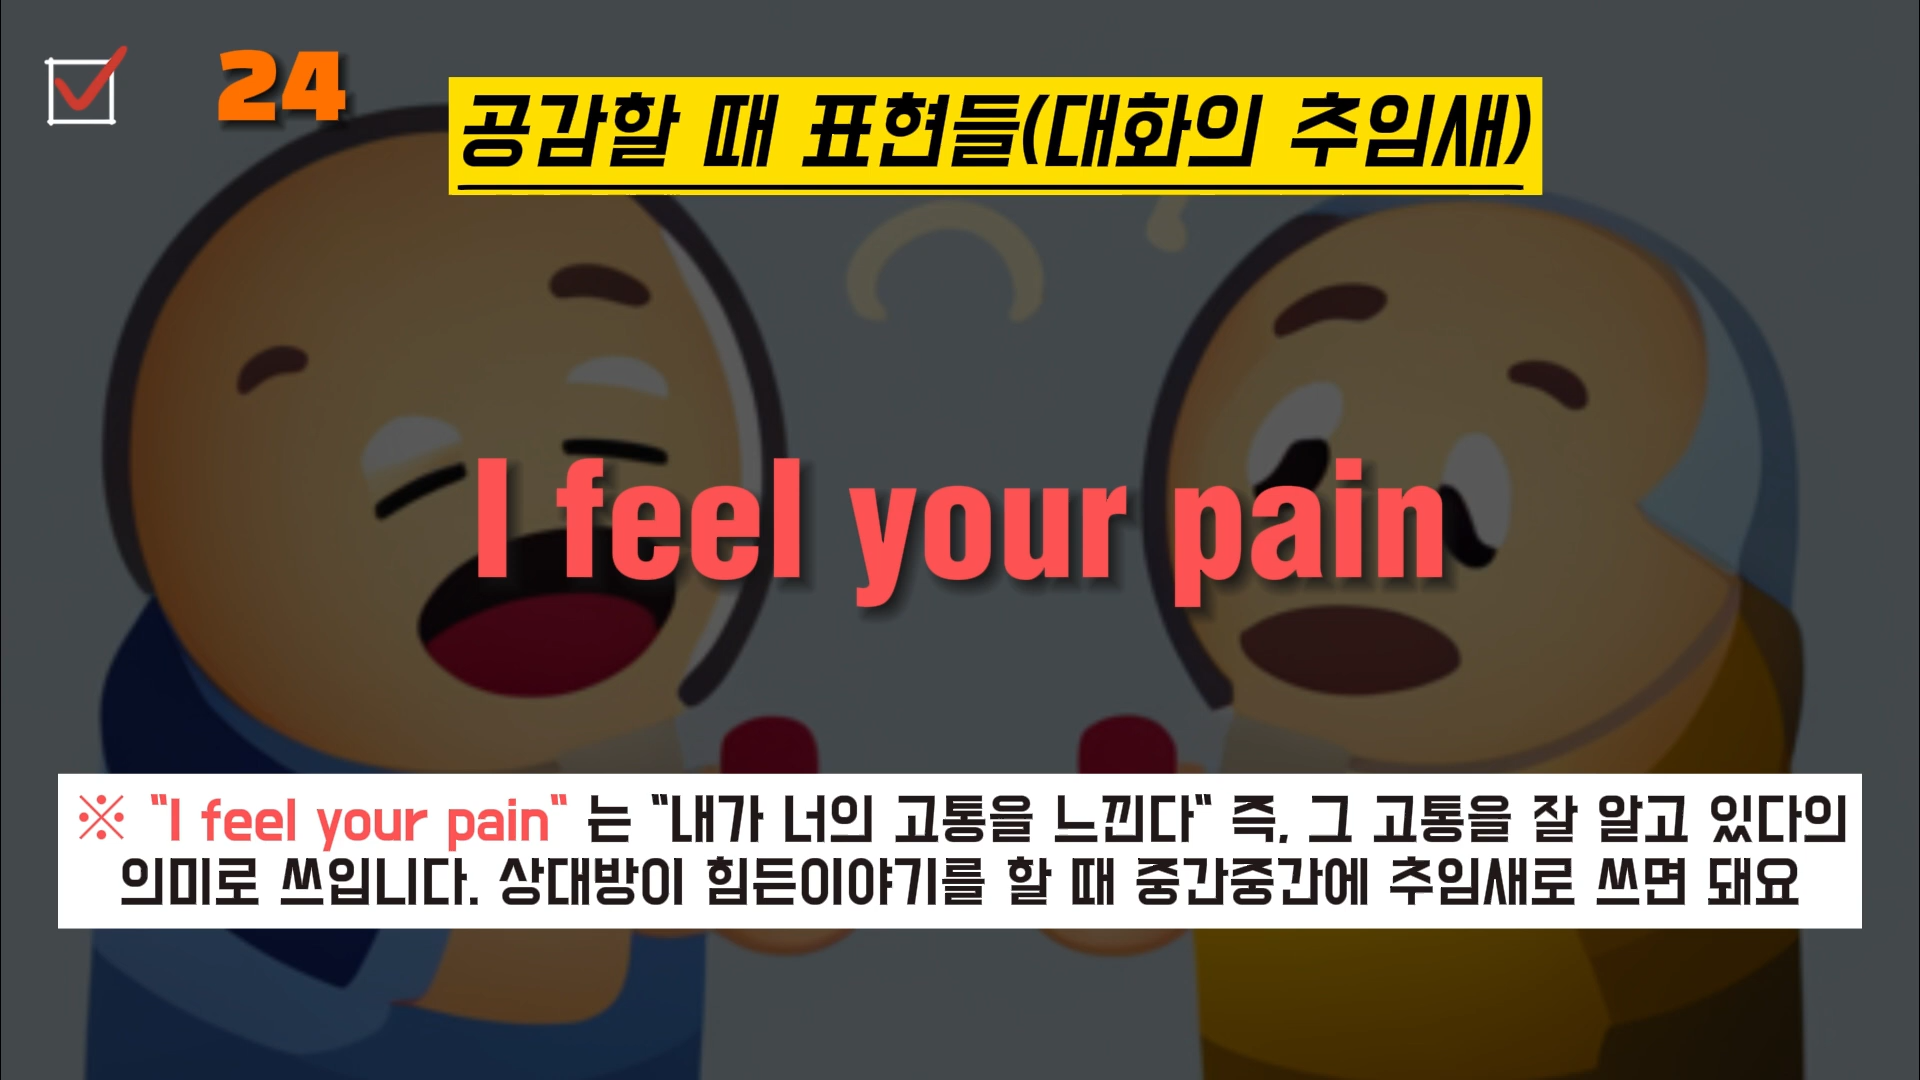 24
공감할 때 표현들(대화의 추임새)
I feel your pain
※ "I feel your pain" 는 "내가 너의 고통을 느낀다" 즉, 그 고통을 잘 알고 있다의
의미로 쓰입니다. 상대방이 힘든이야기를 할 때 중간중간에 추임새로 쓰면 돼요